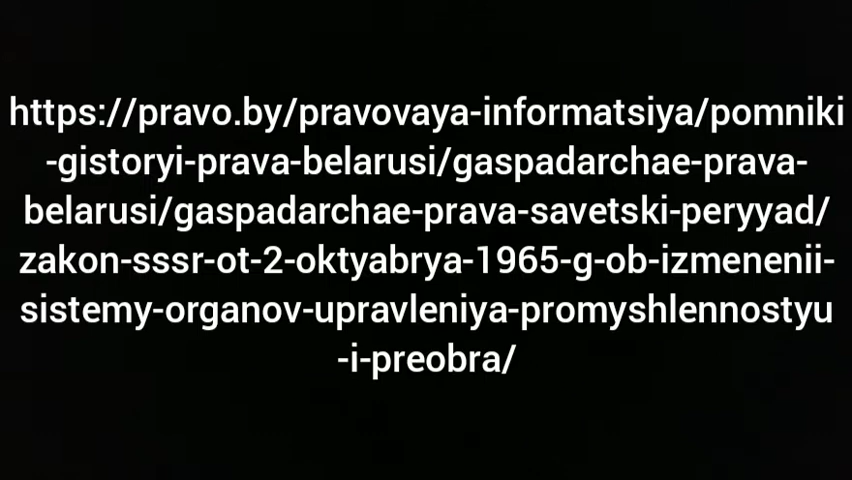 https://pravo.by/pravovaya-informatsiya/pomniki
-gistoryi-prava-belarusi/gaspadarchae-prava-
belarusi/gaspadarchae-prava-savetski-peryyad/
zakon-sssr-ot-2-oktyabrya-1965-g-ob-izmenenii-
sistemy-organov-upravleniya-promyshlennostyu
-i-preobra/